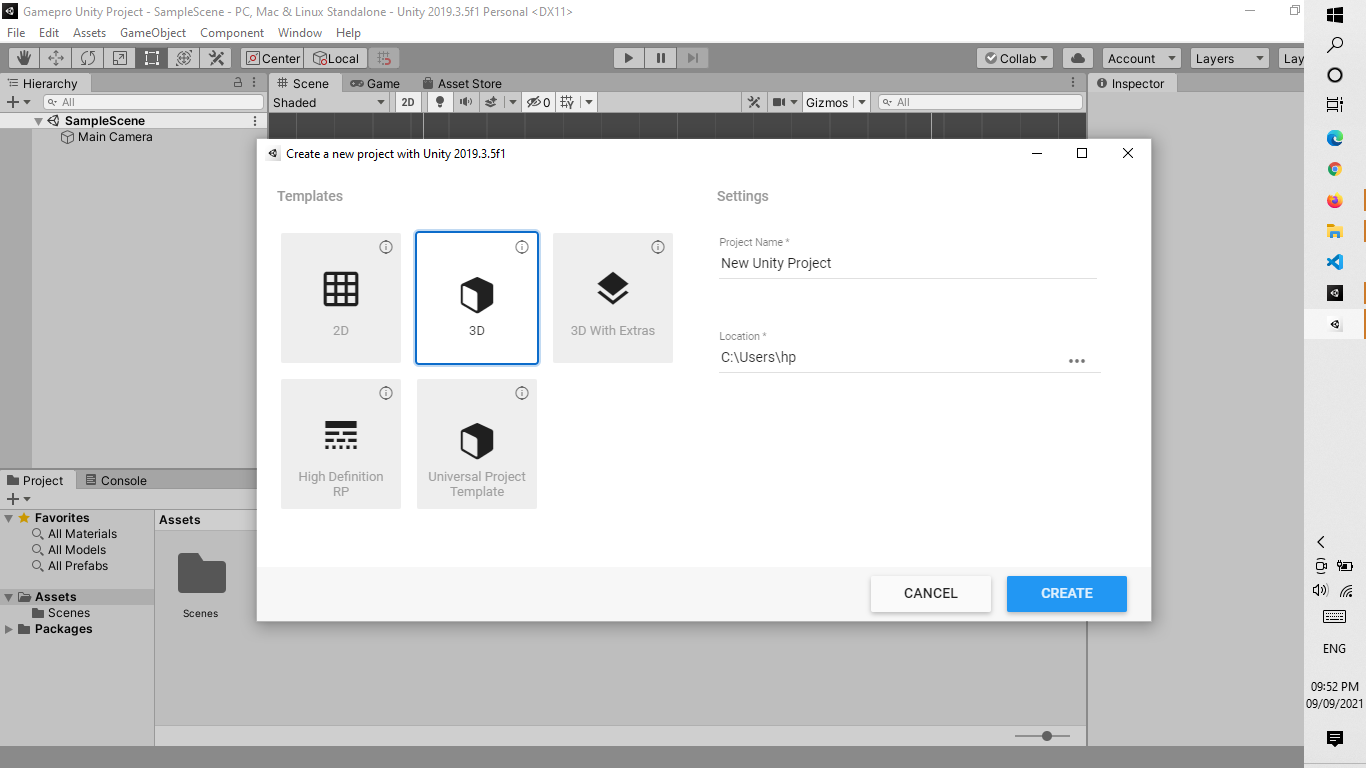 Gamepro Unity Project - SampleScene - PC, Mac & Linux Standalone - Unity 2019.3.5f1 Personal <DX11>
File Edit Assets GameObject Component Window Help
Center Local Collab Account Layers Lay
Hierarchy Scene Game Asset Store Inspector
All Shaded 2D 0 Gizmos All
SampleScene
Main Camera
Create a new project with Unity 2019.3.5f1
Templates
2D
3D
3D With Extras
High Definition
RP
Universal Project
Template
Settings
Project Name *
New Unity Project
Location *
C:\Users\hp
CANCEL CREATE
Project Console
Favorites
All Materials
All Models
All Prefabs
Assets
Scenes
Packages
Assets
Scenes
ENG
09:52 PM
09/09/2021